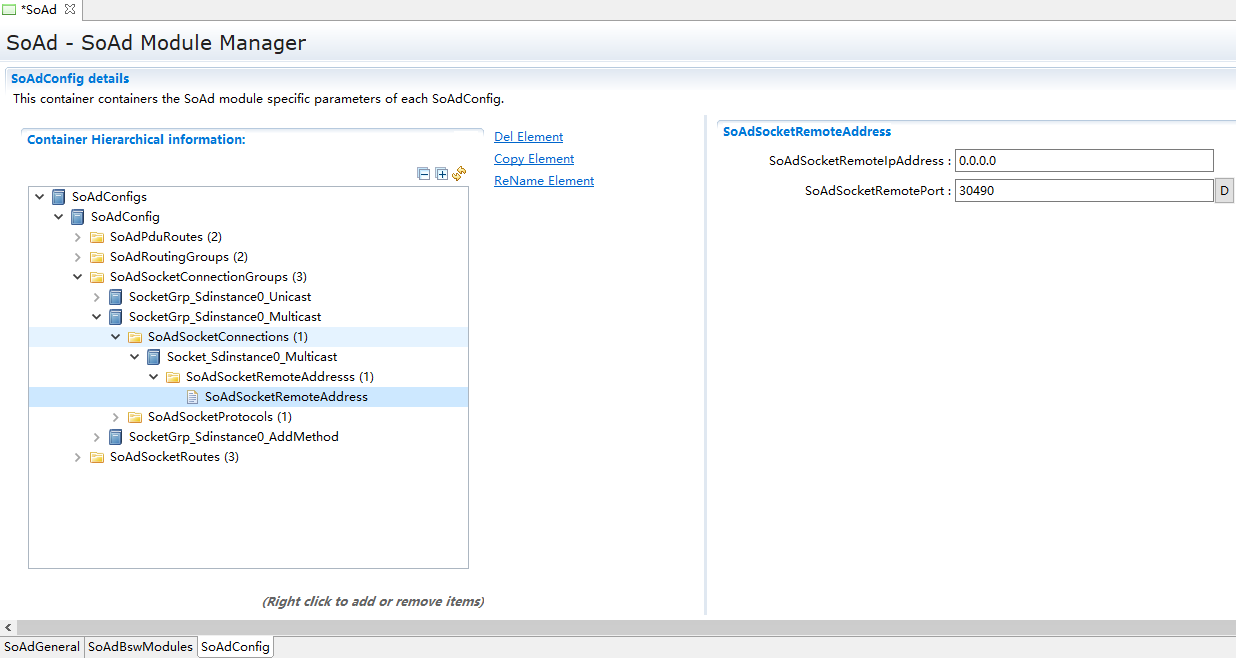 *SoAd
SoAd - SoAd Module Manager
SoAdConfig details
This container containers the SoAd module specific parameters of each SoAdConfig.
Container Hierarchical information:
Del Element
Copy Element
ReName Element
SoAdConfigs
SoAdConfig
SoAdPduRoutes (2)
SoAdRoutingGroups (2)
SoAdSocketConnectionGroups (3)
SocketGrp_Sdinstance0_Unicast
SocketGrp_Sdinstance0_Multicast
SoAdSocketConnections (1)
Socket_Sdinstance0_Multicast
SoAdSocketRemoteAddresss (1)
SoAdSocketRemoteAddress
SoAdSocketProtocols (1)
SocketGrp_Sdinstance0_AddMethod
SoAdSocketRoutes (3)
(Right click to add or remove items)
SoAdSocketRemoteAddress
SoAdSocketRemoteIpAddress : 0.0.0.0
SoAdSocketRemotePort : 30490 D
SoAdGeneral SoAdBswModules SoAdConfig